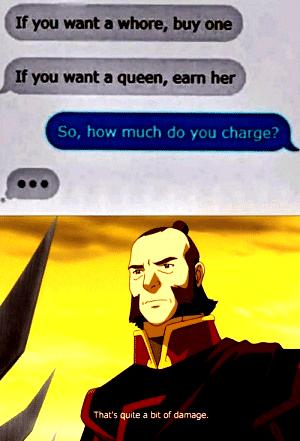 If you want a whore, buy one
If you want a queen, earn her
So, how much do you charge?
That's quite a bit of damage.